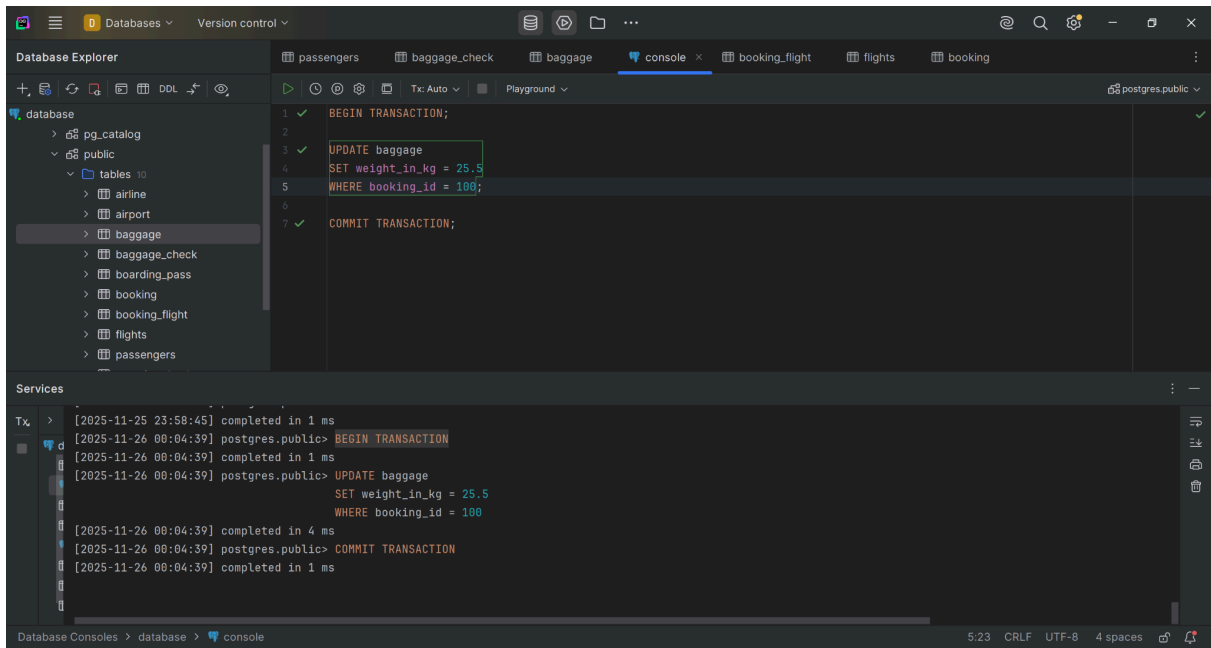 D Databases Version control
Database Explorer
passengers baggage_check baggage console booking_flight flights booking
DDL Tx: Auto Playground postgres.public
database
pg_catalog
public
tables 10
airline
airport
baggage
baggage_check
boarding_pass
booking
booking_flight
flights
passengers
1 BEGIN TRANSACTION;
2
3 UPDATE baggage
4 SET weight_in_kg = 25.5
5 WHERE booking_id = 100;
6
7 COMMIT TRANSACTION;
Services
Tx
d
[2025-11-25 23:58:45] completed in 1 ms
[2025-11-26 00:04:39] postgres.public> BEGIN TRANSACTION
[2025-11-26 00:04:39] completed in 1 ms
[2025-11-26 00:04:39] postgres.public> UPDATE baggage
SET weight_in_kg = 25.5
WHERE booking_id = 100
[2025-11-26 00:04:39] completed in 4 ms
[2025-11-26 00:04:39] postgres.public> COMMIT TRANSACTION
[2025-11-26 00:04:39] completed in 1 ms
Database Consoles > database > console 5:23 CRLF UTF-8 4 spaces